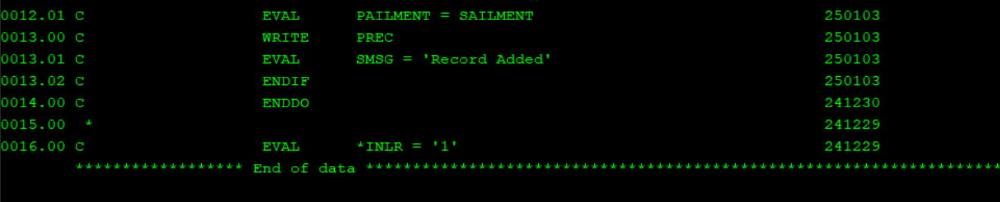 0012.01 C EVAL PAILMENT = SAILMENT 250103
0013.00 C WRITE PREC 250103
0013.01 C EVAL SMSG = 'Record Added' 250103
0013.02 C ENDIF 250103
0014.00 C ENDDO 241230
0015.00 * 241229
0016.00 C EVAL *INLR = '1' 241229
****************** End of data ********************************************************************